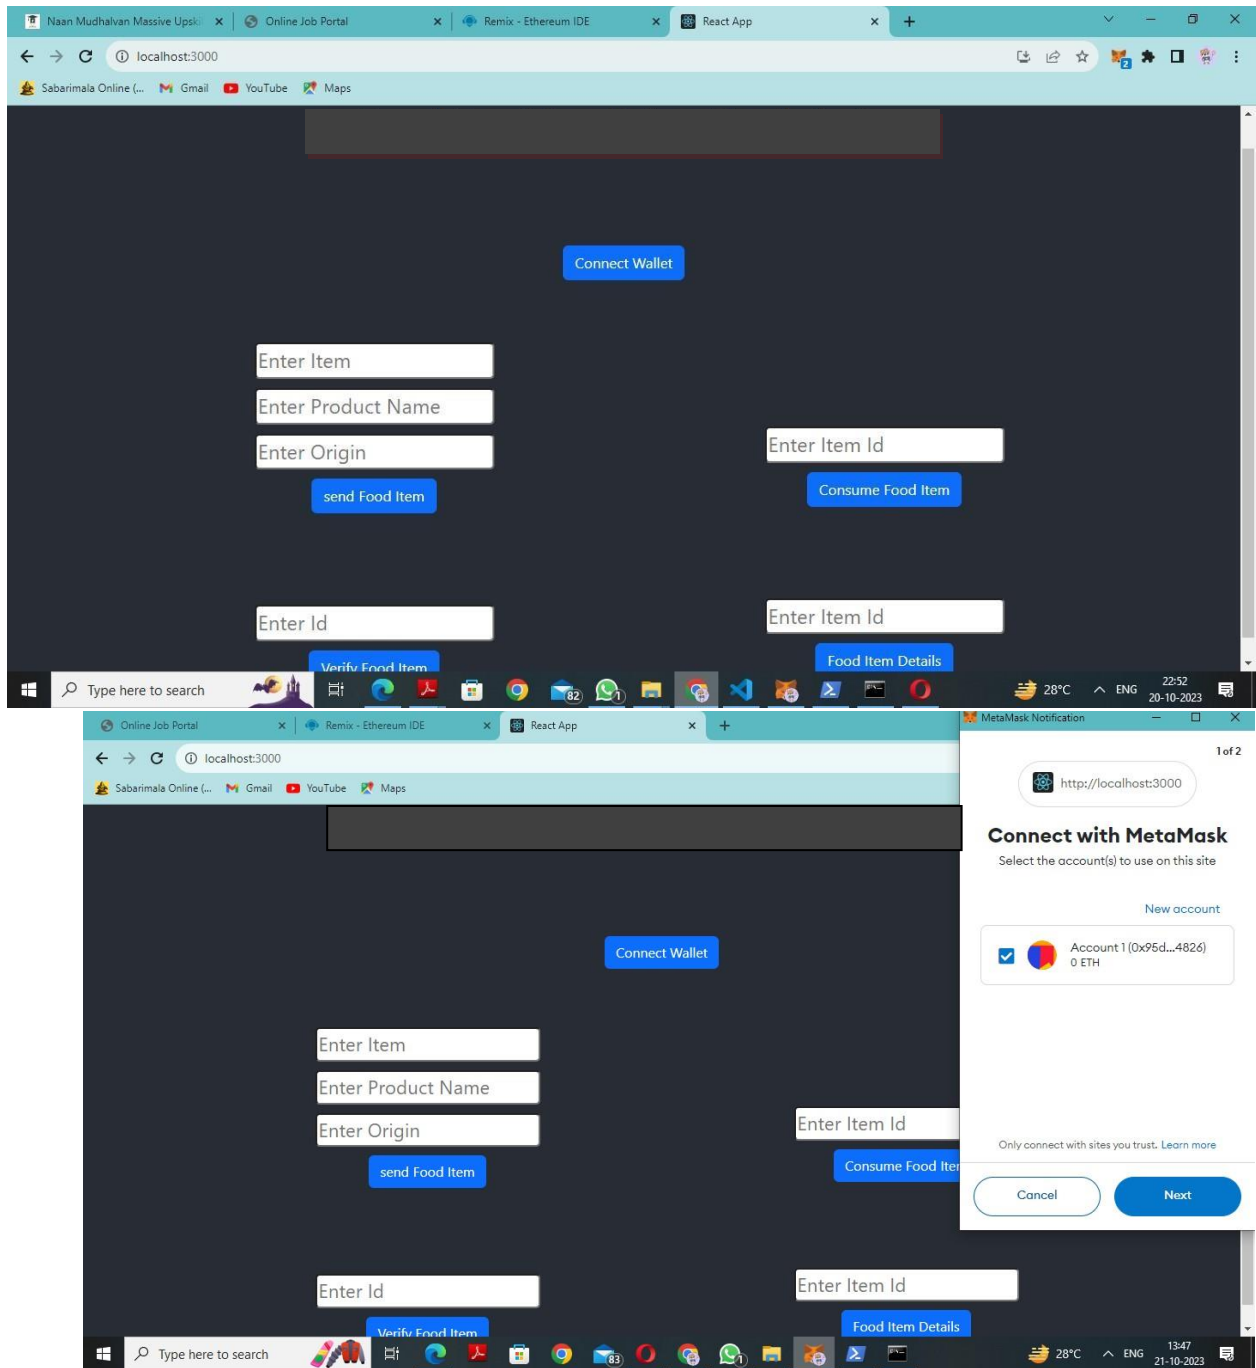 Naan Mudhalvan Massive Upski
Online Job Portal
Remix - Ethereum IDE
React App
localhost:3000
2
Sabarimala Online (...
Gmail
YouTube
Maps
Connect Wallet
Enter Item
Enter Product Name
Enter Origin
send Food Item
Enter Item Id
Consume Food Item
Enter Id
Verify Food Item
Enter Item Id
Food Item Details
Type here to search
82
1
28°C
ENG
22:52
20-10-2023
Online Job Portal
Remix - Ethereum IDE
React App
localhost:3000
Sabarimala Online (...
Gmail
YouTube
Maps
Connect Wallet
Enter Item
Enter Product Name
Enter Origin
send Food Item
Enter Item Id
Consume Food Iter
Enter Id
Verify Food Item
Enter Item Id
Food Item Details
MetaMask Notification
1 of 2
http://localhost:3000
Connect with MetaMask
Select the account(s) to use on this site
New account
Account 1 (0x95d...4826)
0 ETH
Only connect with sites you trust. Learn more
Cancel
Next
Type here to search
83
1
28°C
ENG
13:47
21-10-2023